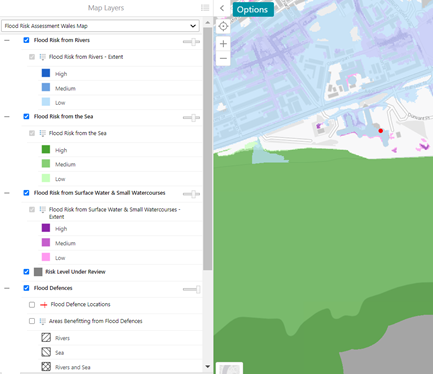 Map Layers
Options
Flood Risk Assessment Wales Map
Flood Risk from Rivers
Flood Risk from Rivers - Extent
High
Medium
Low
Flood Risk from the Sea
Flood Risk from the Sea
High
Medium
Low
Flood Risk from Surface Water & Small Watercourses
Flood Risk from Surface Water & Small Watercourses -
Extent
High
Medium
Low
Risk Level Under Review
Flood Defences
Flood Defence Locations
Areas Benefitting from Flood Defences
Rivers
Sea
Rivers and Sea